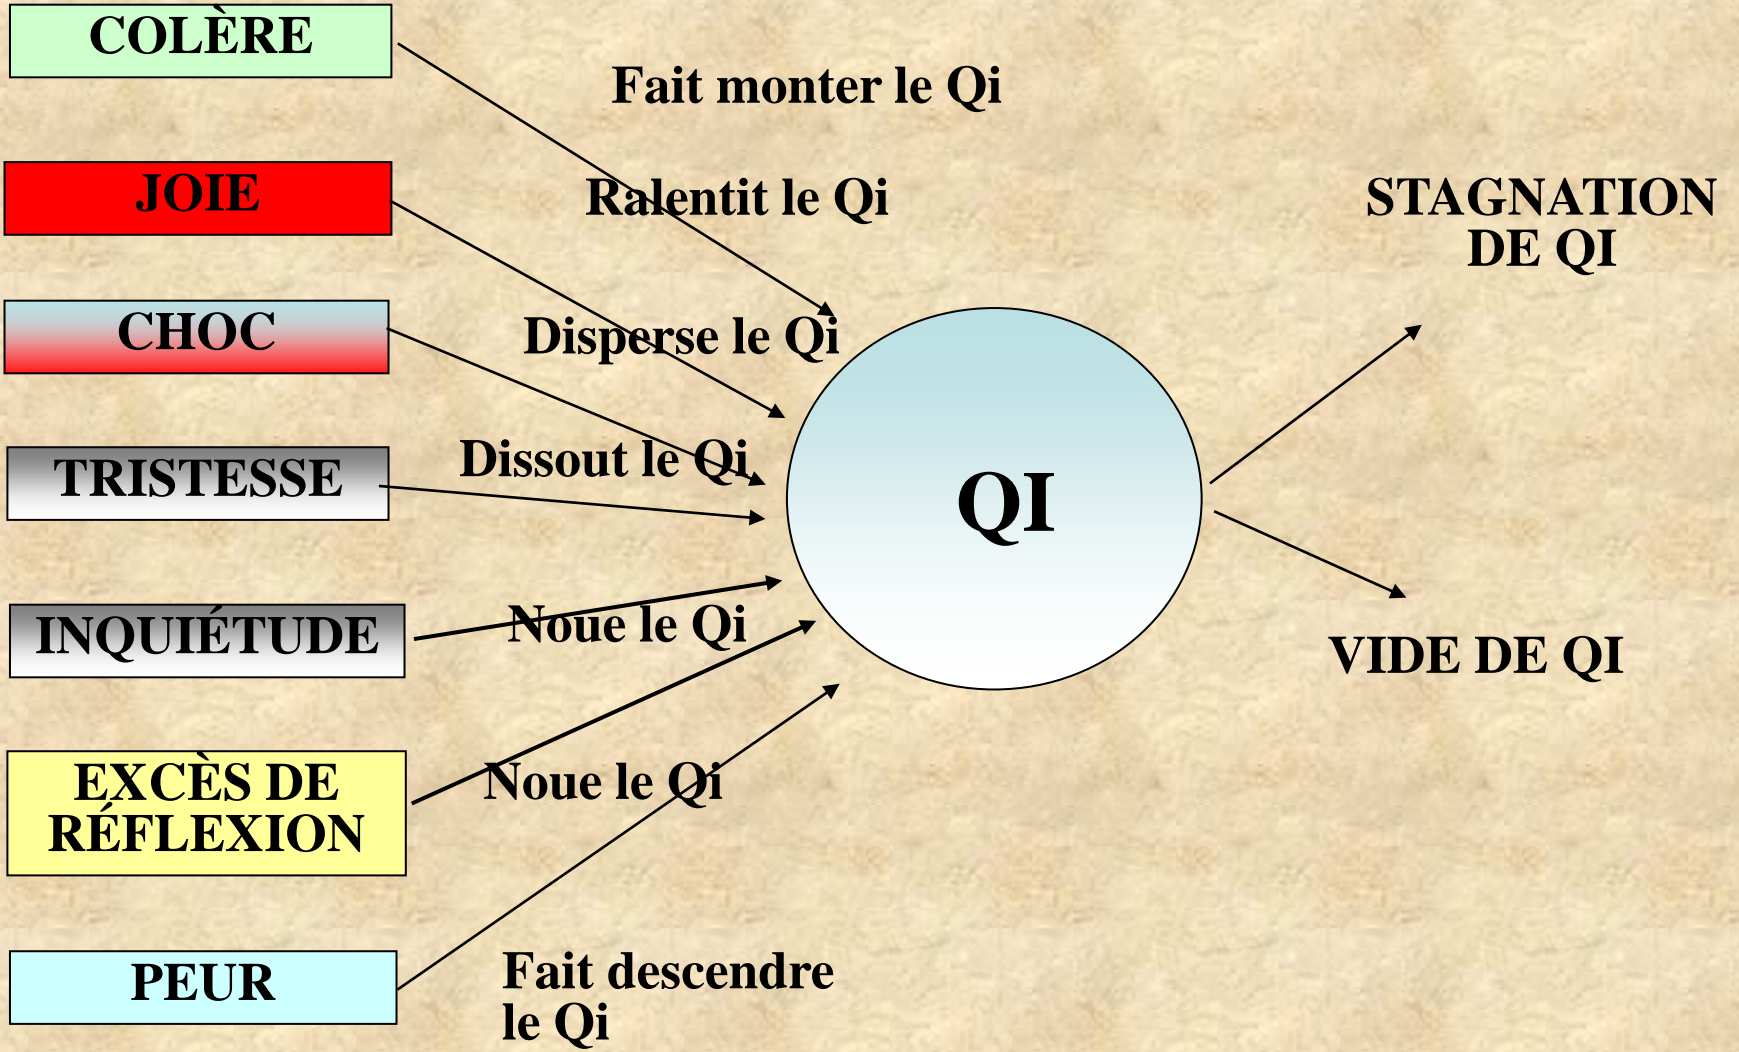 COLÈRE
Fait monter le Qi
JOIE
Ralentit le Qi
STAGNATION
DE QI
CHOC
Disperse le Qi
TRISTESSE
Dissout le Qi
QI
INQUIÉTUDE
Noue le Qi
VIDE DE QI
EXCÈS DE
RÉFLEXION
Noue le Qi
PEUR
Fait descendre
le Qi